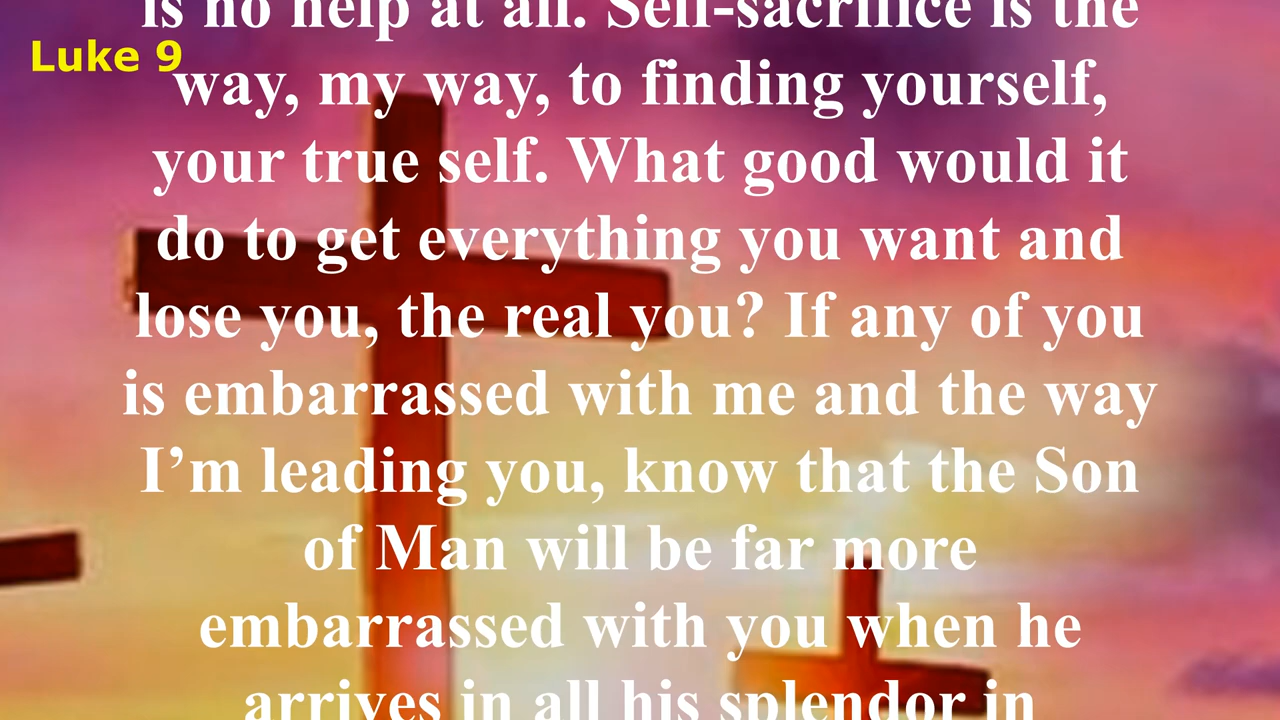 is no help at all. Self-sacrifice is the
Luke 9
way, my way, to finding yourself,
your true self. What good would it
do to get everything you want and
lose you, the real you? If any of you
is embarrassed with me and the way
I’m leading you, know that the Son
of Man will be far more
embarrassed with you when he
arrives in all his splendor in